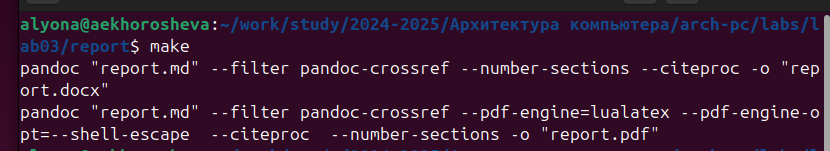 alyona@aekhorosheva:~/work/study/2024-2025/Архитектура компьютера/arch-pc/labs/l
ab03/report$ make
pandoc "report.md" --filter pandoc-crossref --number-sections --citeproc -o "rep
ort.docx"
pandoc "report.md" --filter pandoc-crossref --pdf-engine=lualatex --pdf-engine-o
pt=--shell-escape  --citeproc  --number-sections -o "report.pdf"